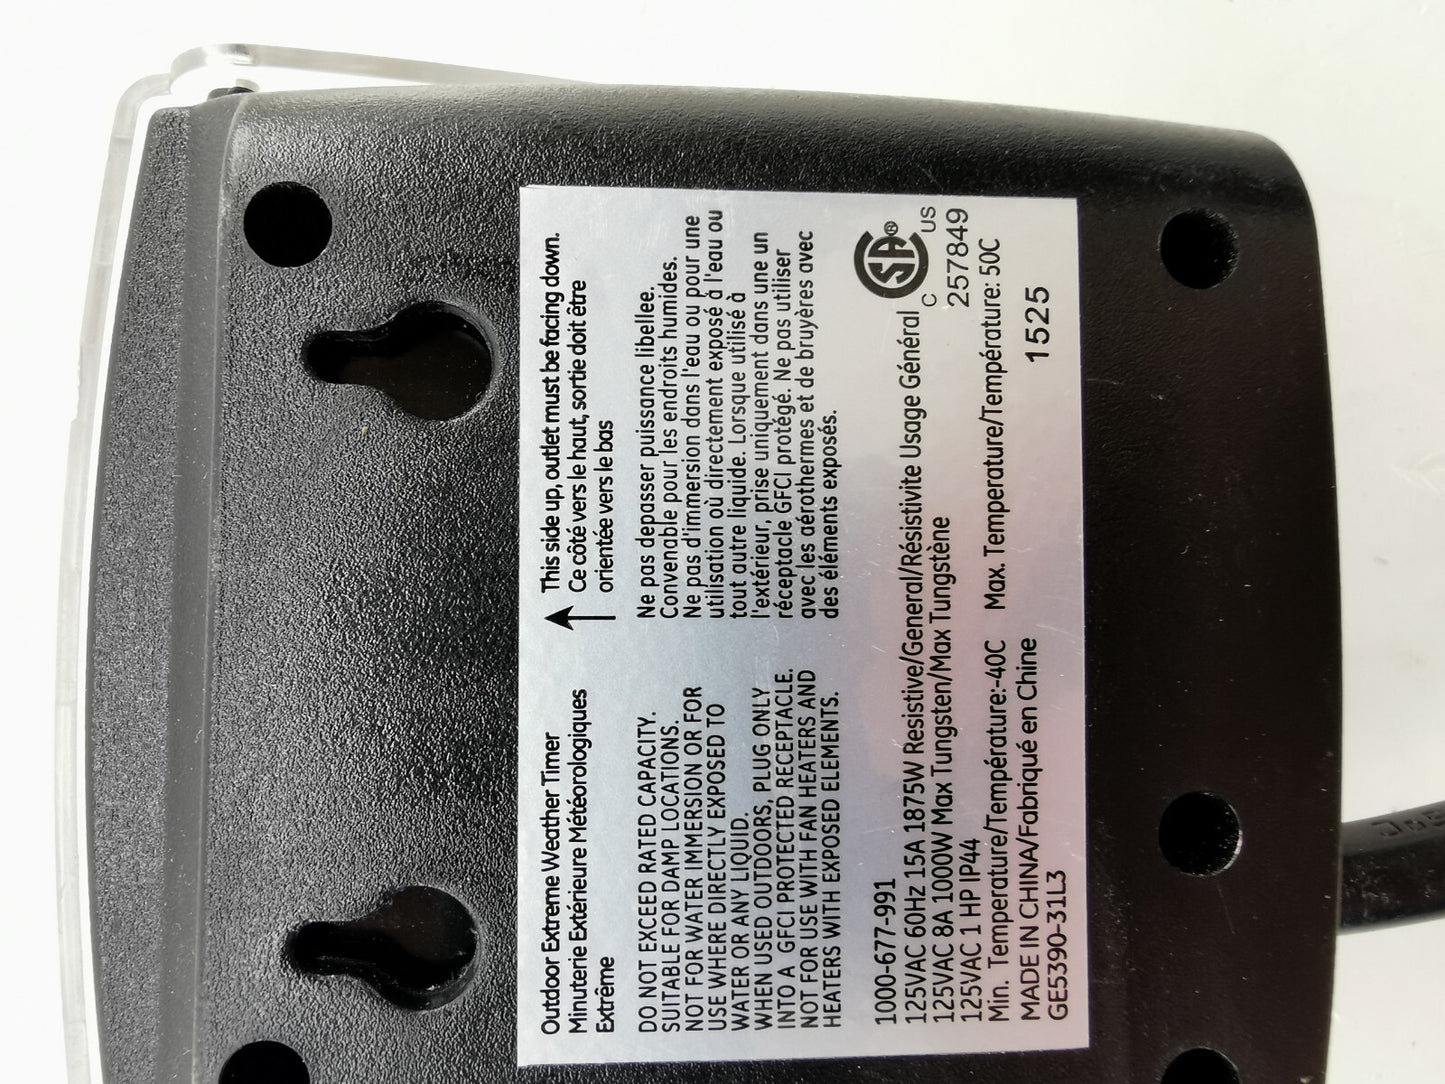 Outdoor Extreme Weather Timer
Minuterie Extérieure Météorologiques
Extrême
This side up, outlet must be facing down.
Ce côté vers le haut, sortie doit être
orientée vers le bas
DO NOT EXCEED RATED CAPACITY.
SUITABLE FOR DAMP LOCATIONS.
NOT FOR WATER IMMERSION OR FOR
USE WHERE DIRECTLY EXPOSED TO
WATER OR ANY LIQUID.
WHEN USED OUTDOORS, PLUG ONLY
INTO A GFCI PROTECTED RECEPTACLE.
NOT FOR USE WITH FAN HEATERS AND
HEATERS WITH EXPOSED ELEMENTS.
Ne pas depasser puissance libellee.
Convenable pour les endroits humides.
Ne pas d'immersion dans l'eau ou pour une
utilisation où directement exposé à l'eau ou
tout autre liquide. Lorsque utilisé à
l'extérieur, prise uniquement dans une un
réceptacle GFCI protégé. Ne pas utiliser
avec les aérothermes et de bruyères avec
des éléments exposés.
1000-677-991
125VAC 60Hz 15A 1875W Resistive/General/Résistivite Usage Général
125VAC 8A 1000W Max Tungsten/Max Tungstène
125VAC 1 HP IP44
Min. Temperature/Température:-40C Max. Temperature/Température: 50C
MADE IN CHINA/Fabriqué en Chine
GE5390-31L3
SA®
C US
257849
1525